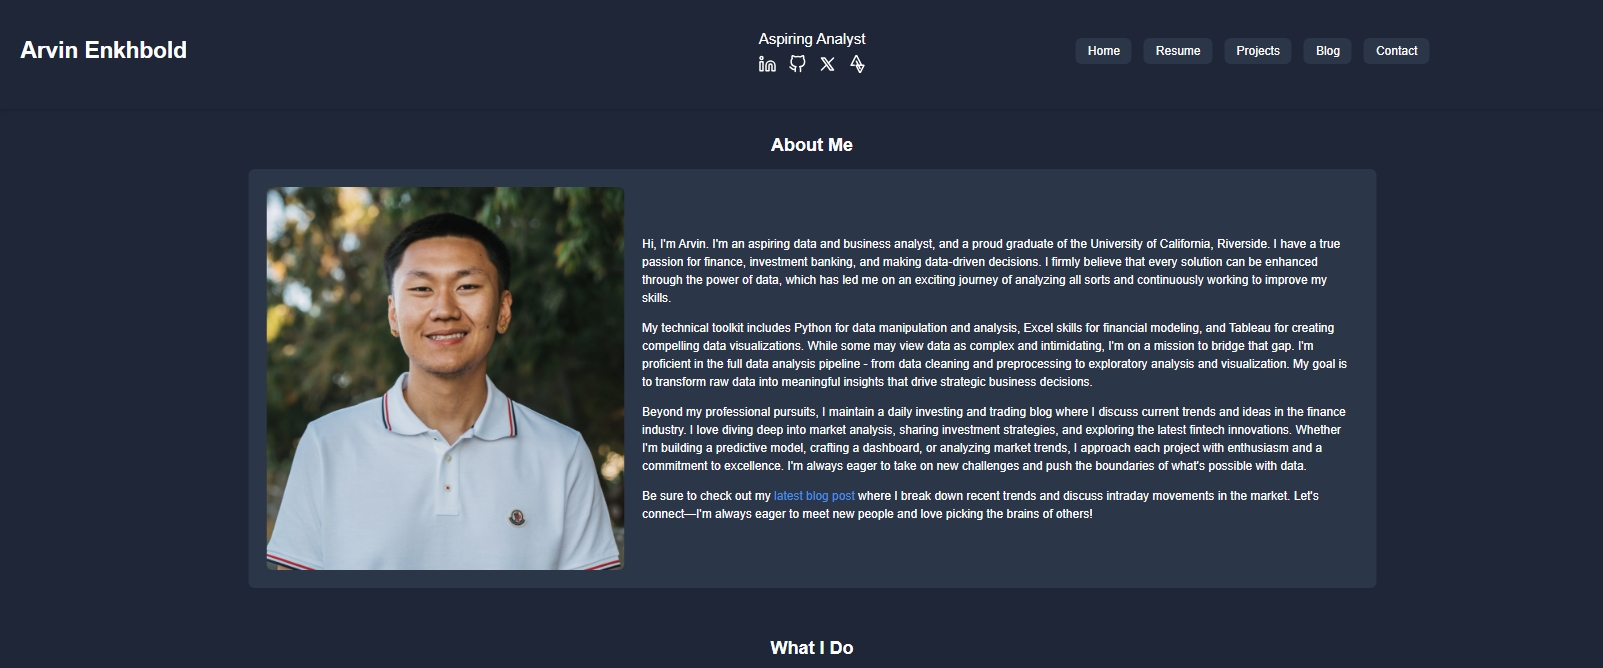 Arvin Enkhbold
Aspiring Analyst
Home
Resume
Projects
Blog
Contact
About Me
Hi, I'm Arvin. I'm an aspiring data and business analyst, and a proud graduate of the University of California, Riverside. I have a true
passion for finance, investment banking, and making data-driven decisions. I firmly believe that every solution can be enhanced
through the power of data, which has led me on an exciting journey of analyzing all sorts and continuously working to improve my
skills.
My technical toolkit includes Python for data manipulation and analysis, Excel skills for financial modeling, and Tableau for creating
compelling data visualizations. While some may view data as complex and intimidating, I'm on a mission to bridge that gap. I'm
proficient in the full data analysis pipeline - from data cleaning and preprocessing to exploratory analysis and visualization. My goal is
to transform raw data into meaningful insights that drive strategic business decisions.
Beyond my professional pursuits, I maintain a daily investing and trading blog where I discuss current trends and ideas in the finance
industry. I love diving deep into market analysis, sharing investment strategies, and exploring the latest fintech innovations. Whether
I'm building a predictive model, crafting a dashboard, or analyzing market trends, I approach each project with enthusiasm and a
commitment to excellence. I'm always eager to take on new challenges and push the boundaries of what's possible with data.
Be sure to check out my latest blog post where I break down recent trends and discuss intraday movements in the market. Let's
connect—I'm always eager to meet new people and love picking the brains of others!
What I Do